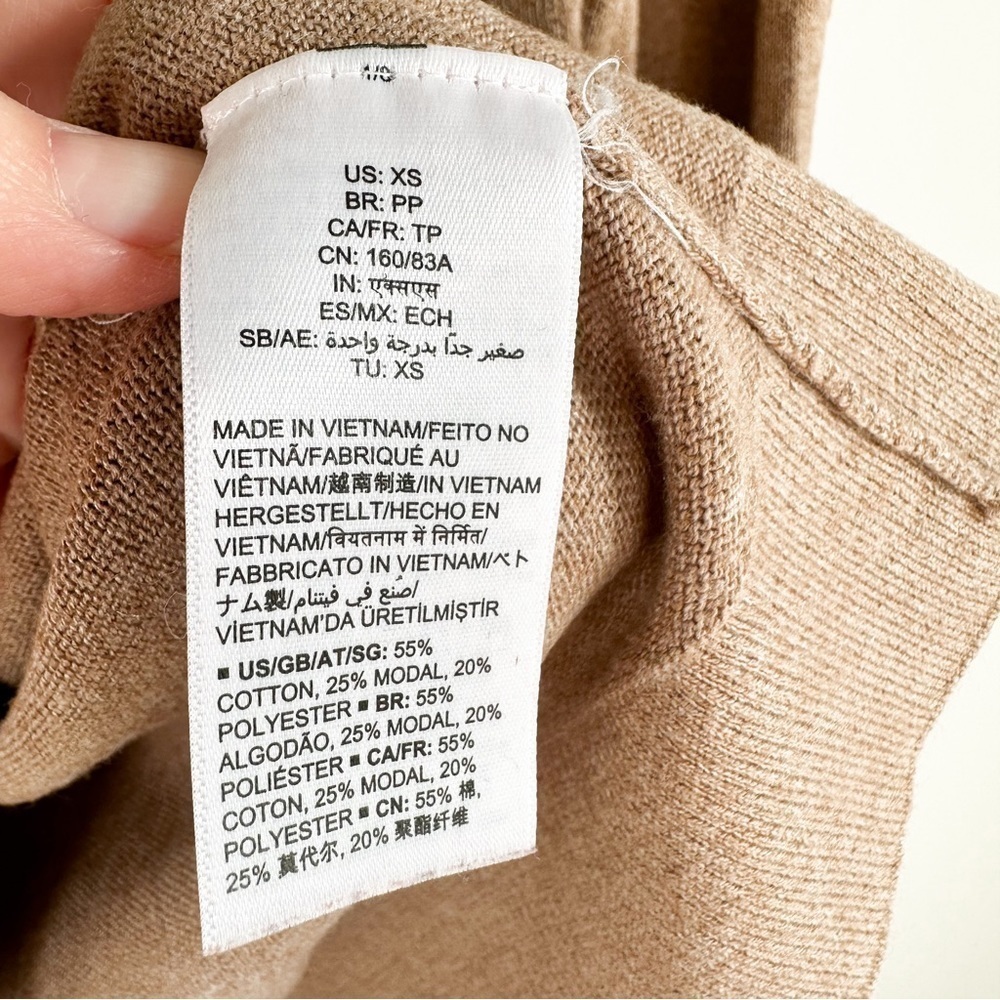 US: XS
BR: PP
CA/FR: TP
CN: 160/83A
IN: एक्सएस
ES/MX: ECH
SB/AE: صغير جدًا بدرجة واحدة
TU: XS
MADE IN VIETNAM/FEITO NO
VIETNÃ/FABRIQUÉ AU
VIÊTNAM/越南制造/IN VIETNAM
HERGESTELLT/HECHO EN
VIETNAM/वियतनाम में निर्मित/
FABBRICATO IN VIETNAM/ベト
ナム製/صُنع في فيتنام/
VİETNAM'DA ÜRETİLMİŞTİR
▪ US/GB/AT/SG: 55%
COTTON, 25% MODAL, 20%
POLYESTER ▪ BR: 55%
ALGODÃO, 25% MODAL, 20%
POLIÉSTER ▪ CA/FR: 55%
COTON, 25% MODAL, 20%
POLYESTER ▪ CN: 55% 棉,
25% 莫代尔, 20% 聚酯纤维